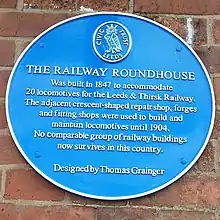 CIVIC TRUST
LEEDS
THE RAILWAY ROUNDHOUSE
Was built in 1847 to accommodate
20 locomotives for the Leeds & Thirsk Railway.
The adjacent crescent-shaped repair shop, forges
and fitting shops were used to build and
maintain locomotives until 1904.
No comparable group of railway buildings
now survives in this country.
Designed by Thomas Grainger